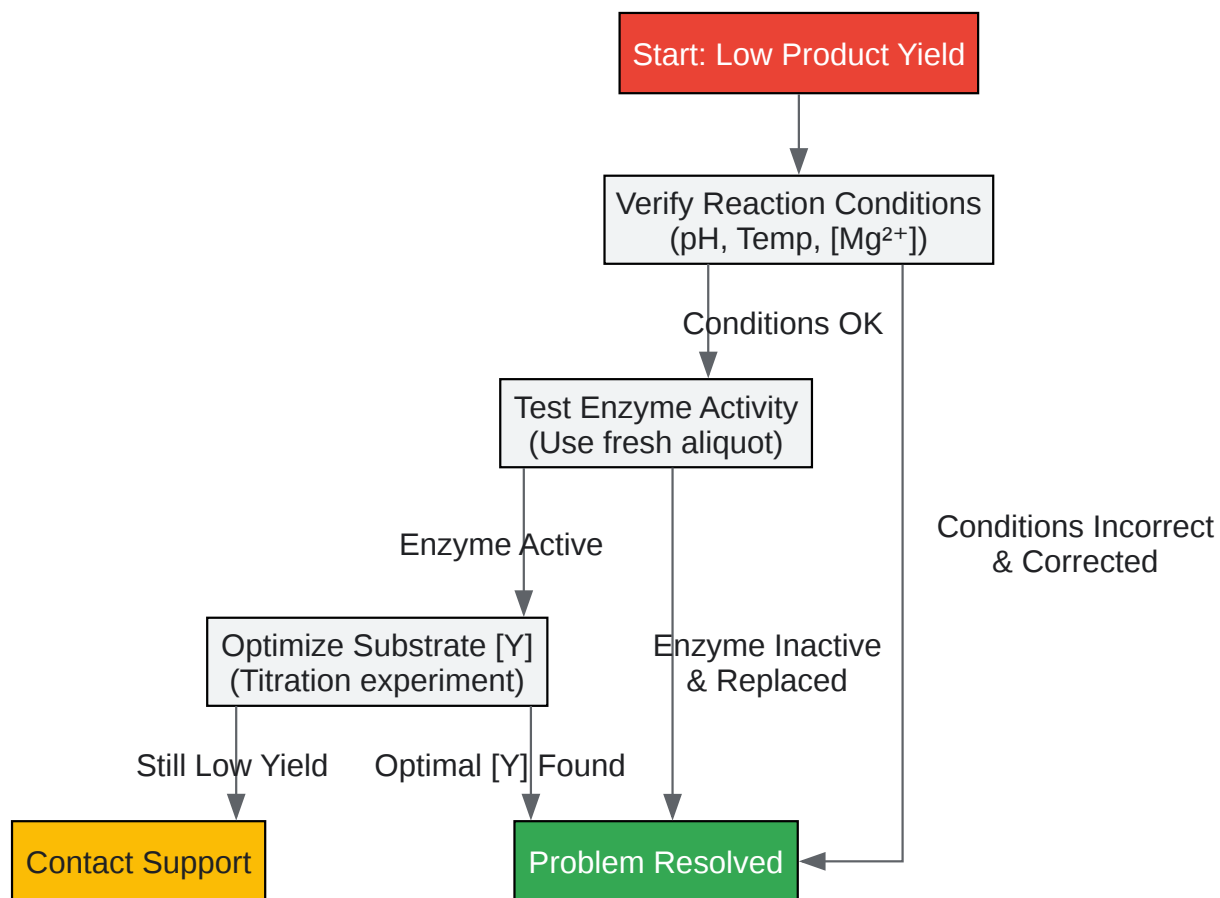 Start: Low Product Yield
Verify Reaction Conditions
(pH, Temp, [Mg²⁺])
Conditions OK
Test Enzyme Activity
(Use fresh aliquot)
Conditions Incorrect
& Corrected
Enzyme Active
Optimize Substrate [Y]
(Titration experiment)
Enzyme Inactive
& Replaced
Still Low Yield
Optimal [Y] Found
Contact Support
Problem Resolved